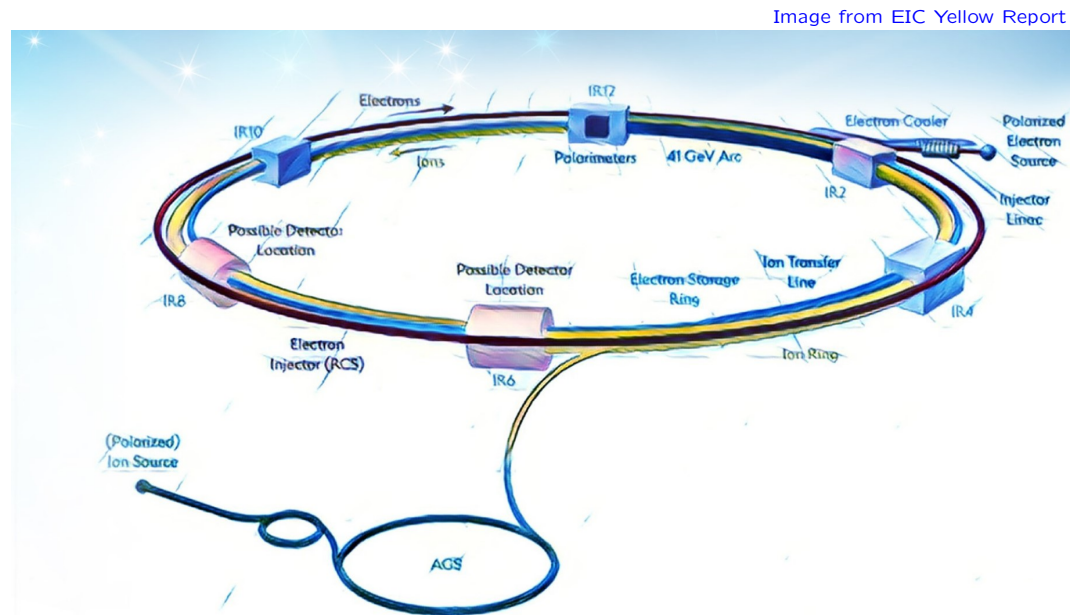 Image from EIC Yellow Report
IR12
Electrons
IR10
Electron Cooler
Polarized
Electron
Source
Ions
Polarimeters
41 GeV Arc
IR2
Injector
Linac
Possible Detector
Location
Possible Detector
Location
Ion Transfer
Line
Electron Storage
Ring
IR8
IR4
Electron
Injector (RCS)
Ion Ring
IR6
(Polarized)
Ion Source
AGS